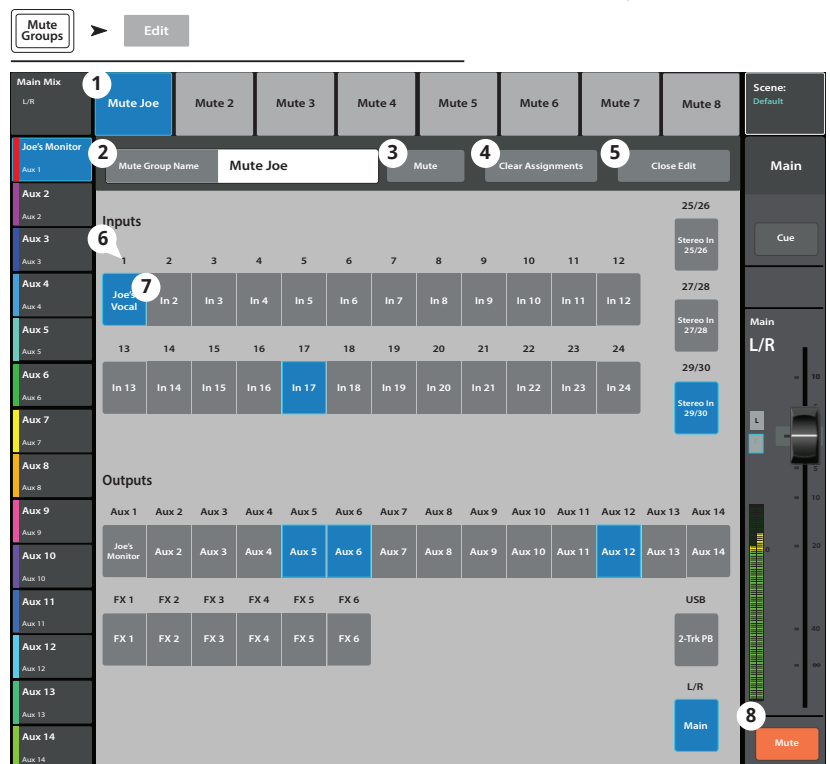 Mute
Groups
Edit
Main Mix
L/R
1
Mute Joe
Mute 2
Mute 3
Mute 4
Mute 5
Mute 6
Mute 7
Mute 8
Scene:
Default
Joe's Monitor
Aux 1
2
Mute Group Name
Mute Joe
3
Mute
4
Clear Assignments
5
Close Edit
Main
Aux 2
Aux 2
Inputs
25/26
Aux 3
Aux 3
6
Stereo In
25/26
Cue
1 2 3 4 5 6 7 8 9 10 11 12
Aux 4
Aux 4
7
Joe's
Vocal
In 2 In 3 In 4 In 5 In 6 In 7 In 8 In 9 In 10 In 11 In 12
27/28
Stereo In
27/28
Main
L/R
Aux 5
Aux 5
13 14 15 16 17 18 19 20 21 22 23 24
29/30
Aux 6
Aux 6
In 13 In 14 In 15 In 16 In 17 In 18 In 19 In 20 In 21 In 22 In 23 In 24
Stereo In
29/30
10
L
Aux 7
Aux 7
5
Aux 8
Aux 8
Outputs
10
Aux 9
Aux 9
Aux 1 Aux 2 Aux 3 Aux 4 Aux 5 Aux 6 Aux 7 Aux 8 Aux 9 Aux 10 Aux 11 Aux 12 Aux 13 Aux 14
Aux 10
Aux 10
Joe's
Monitor
Aux 2 Aux 3 Aux 4 Aux 5 Aux 6 Aux 7 Aux 8 Aux 9 Aux 10 Aux 11 Aux 12 Aux 13 Aux 14
20
Aux 11
Aux 11
FX 1 FX 2 FX 3 FX 4 FX 5 FX 6
USB
Aux 12
Aux 12
FX 1 FX 2 FX 3 FX 4 FX 5 FX 6
2-Trk PB
40
∞
Aux 13
Aux 13
L/R
Main
Aux 14
Aux 14
8
Mute